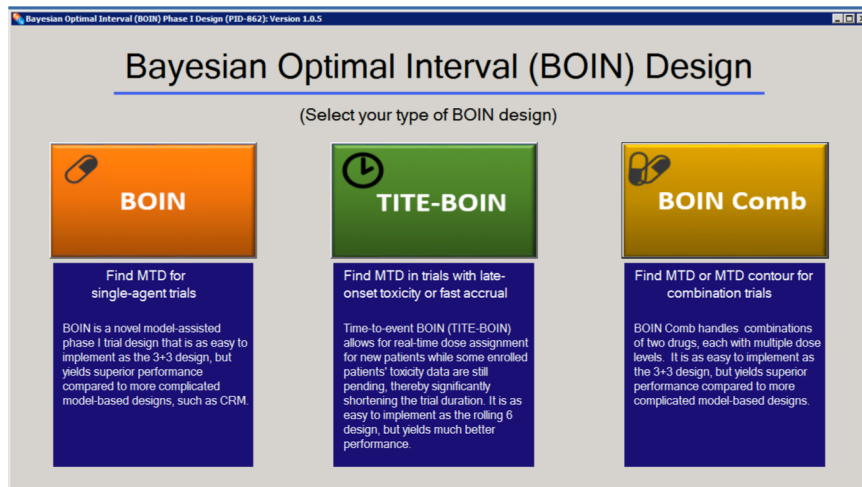 Bayesian Optimal Interval (BOIN) Phase I Design (PID-862): Version 1.0.5
Bayesian Optimal Interval (BOIN) Design
(Select your type of BOIN design)
BOIN
Find MTD for
single-agent trials
BOIN is a novel model-assisted
phase I trial design that is as easy to
implement as the 3+3 design, but
yields superior performance
compared to more complicated
model-based designs, such as CRM.
TITE-BOIN
Find MTD in trials with late-
onset toxicity or fast accrual
Time-to-event BOIN (TITE-BOIN)
allows for real-time dose assignment
for new patients while some enrolled
patients' toxicity data are still
pending, thereby significantly
shortening the trial duration. It is as
easy to implement as the rolling 6
design, but yields much better
performance.
BOIN Comb
Find MTD or MTD contour for
combination trials
BOIN Comb handles combinations
of two drugs, each with multiple dose
levels. It is as easy to implement as
the 3+3 design, but yields superior
performance compared to more
complicated model-based designs.